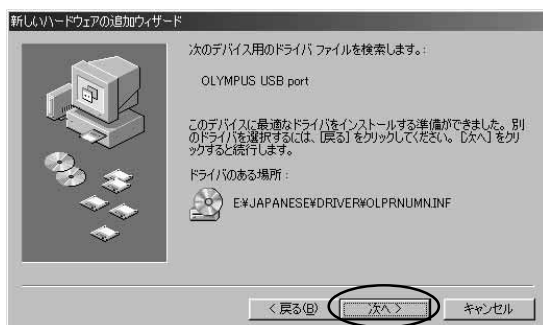 新しいハードウェアの追加ウィザード
次のデバイス用のドライバ ファイルを検索します。:
OLYMPUS USB port
このデバイスに最適なドライバをインストールする準備ができました。別
のドライバを選択するには、[戻る] をクリックしてください。[次へ] をクリ
ックすると続行します。
ドライバのある場所:
E:¥JAPANESE¥DRIVER¥OLPRNUMN.INF
< 戻る(B)
次へ >
キャンセル